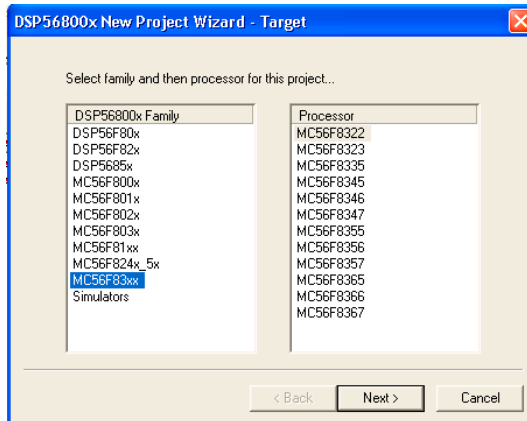 DSP56800x New Project Wizard - Target
Select family and then processor for this project...
DSP56800x Family
DSP56F80x
DSP56F82x
DSP5685x
MC56F800x
MC56F801x
MC56F802x
MC56F803x
MC56F81xx
MC56F824x_5x
MC56F83xx
Simulators
Processor
MC56F8322
MC56F8323
MC56F8335
MC56F8345
MC56F8346
MC56F8347
MC56F8355
MC56F8356
MC56F8357
MC56F8365
MC56F8366
MC56F8367
< Back
Next >
Cancel